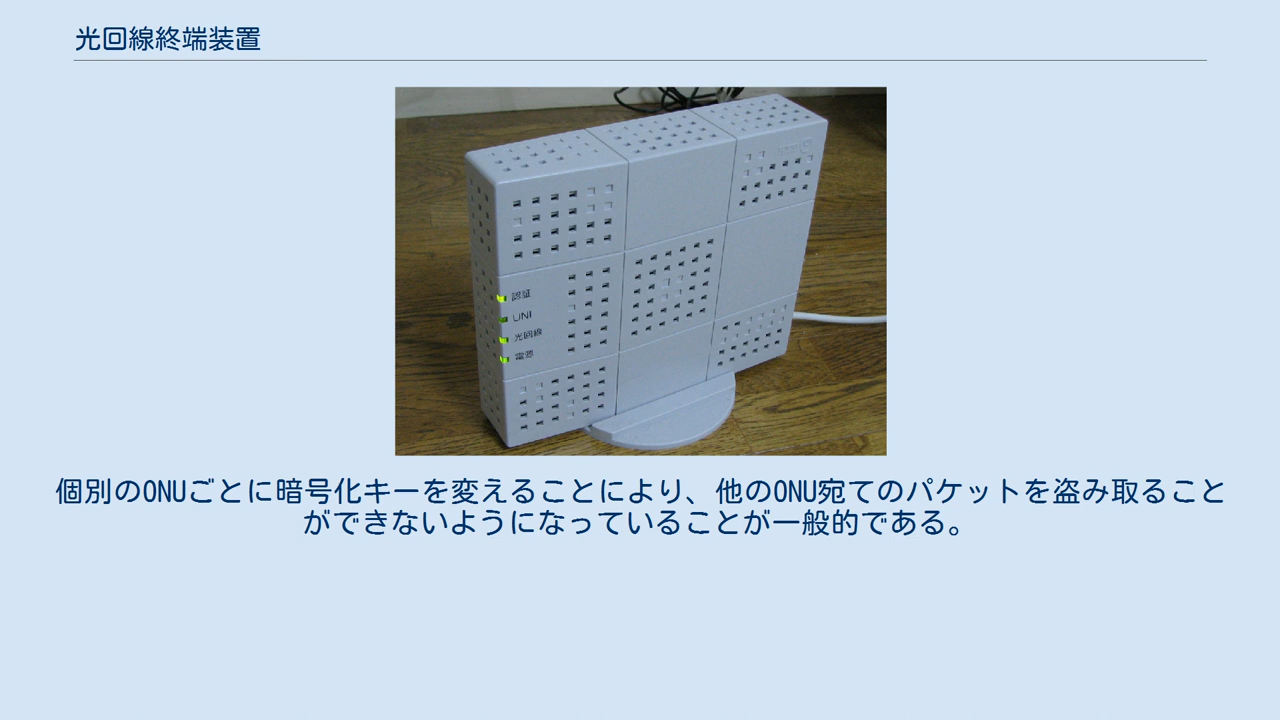 光回線終端装置
認証
UNI
光回線
電源
個別のONUごとに暗号化キーを変えることにより、他のONU宛てのパケットを盗み取ること
ができないようになっていることが一般的である。